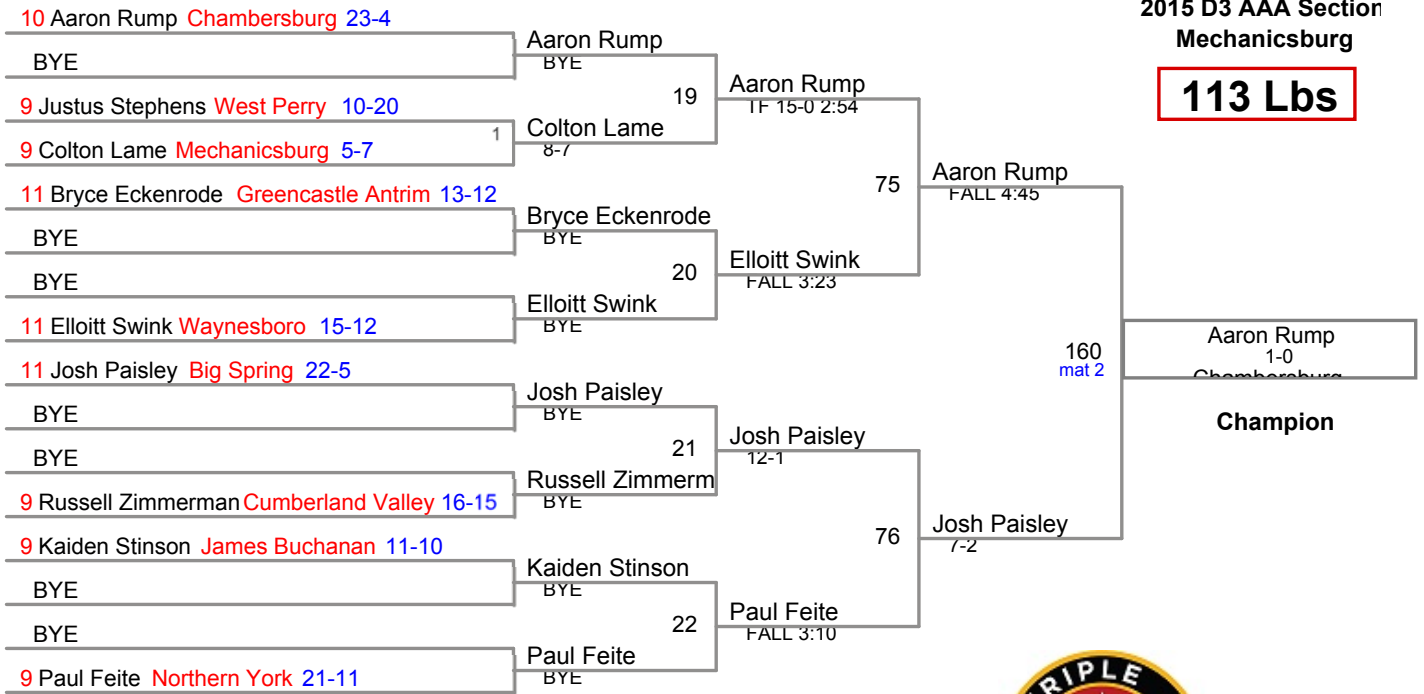 10 Aaron Rump Chambersburg 23-4
BYE
9 Justus Stephens West Perry 10-20
9 Colton Lame Mechanicsburg 5-7
11 Bryce Eckenrode Greencastle Antrim 13-12
BYE
BYE
11 Elloitt Swink Waynesboro 15-12
11 Josh Paisley Big Spring 22-5
BYE
BYE
9 Russell Zimmerman Cumberland Valley 16-15
9 Kaiden Stinson James Buchanan 11-10
BYE
BYE
9 Paul Feite Northern York 21-11
1
Aaron Rump
BYE
Colton Lame
8-7
Bryce Eckenrode
BYE
Elloitt Swink
BYE
Josh Paisley
BYE
Russell Zimmerm
BYE
Kaiden Stinson
BYE
Paul Feite
BYE
19
20
21
22
Aaron Rump
TF 15-0 2:54
Elloitt Swink
FALL 3:23
Josh Paisley
12-1
Paul Feite
FALL 3:10
75
76
Aaron Rump
FALL 4:45
Josh Paisley
7-2
160
mat 2
Aaron Rump
1-0
Chambersburg
Champion
2015 D3 AAA Section
Mechanicsburg
113 Lbs
TRIPLE